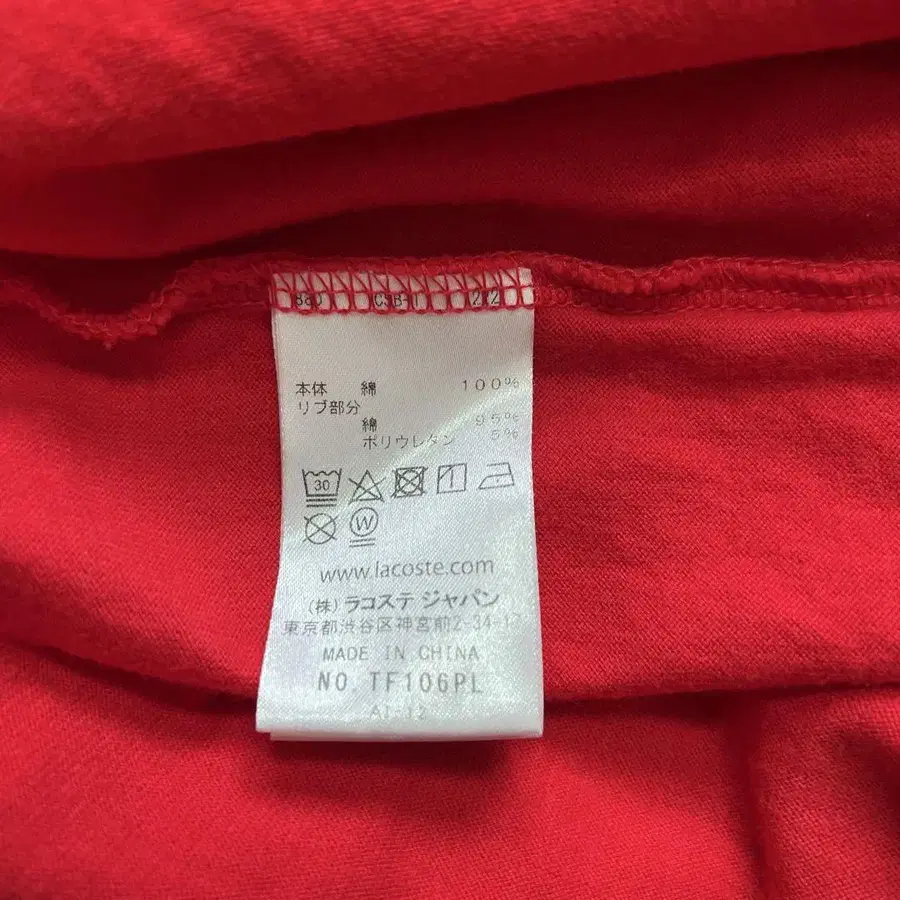 本体 綿 100%
リブ部分
綿 95%
ポリウレタン 5%
30
W
www.lacoste.com
(株) ラコステ ジャパン
東京都渋谷区神宮前2-34-17
MADE IN CHINA
NO. TF106PL